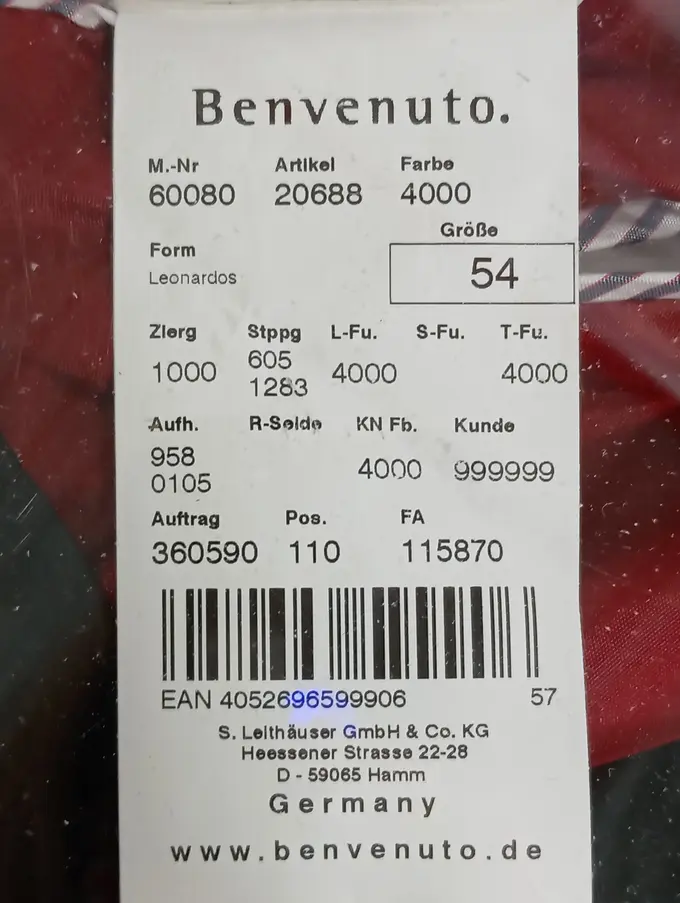 Benvenuto.
M.-Nr Artikel Farbe
60080 20688 4000
Größe
Form
Leonardos 54
Zierg Stppg L-Fu. S-Fu. T-Fu.
1000 605 1283 4000 4000
Aufh. R-Seide KN Fb. Kunde
958 0105 4000 999999
Auftrag Pos. FA
360590 110 115870
EAN 4052696599906 57
S. Leithäuser GmbH & Co. KG
Heessener Strasse 22-28
D - 59065 Hamm
Germany
www.benvenuto.de